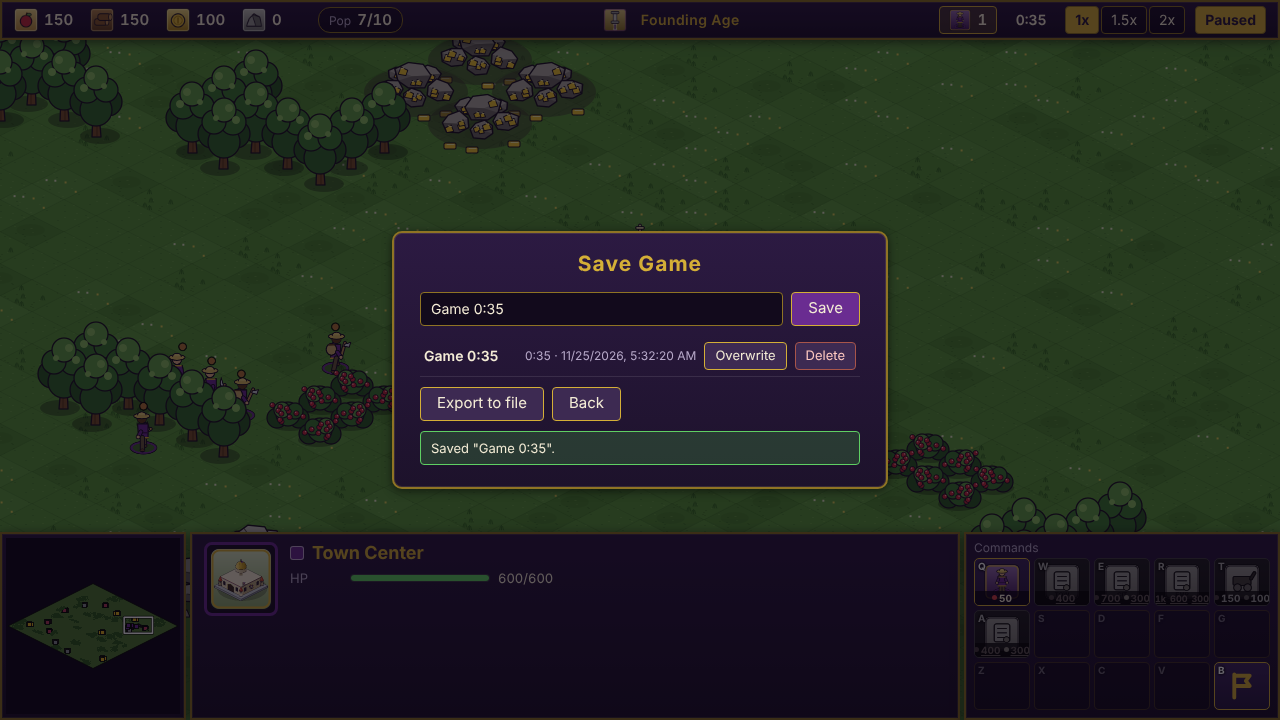 150 150 100 0 Pop 7/10 Founding Age 1 0:35 1x 1.5x 2x Paused
Save Game
Game 0:35 Save
Game 0:35 0:35 · 11/25/2026, 5:32:20 AM Overwrite Delete
Export to file Back
Saved "Game 0:35".
Town Center
HP 600/600
Commands
Q W E R T
50 400 700 300 1k 600 300 150 100
A S D F G
400 300
Z X C V B